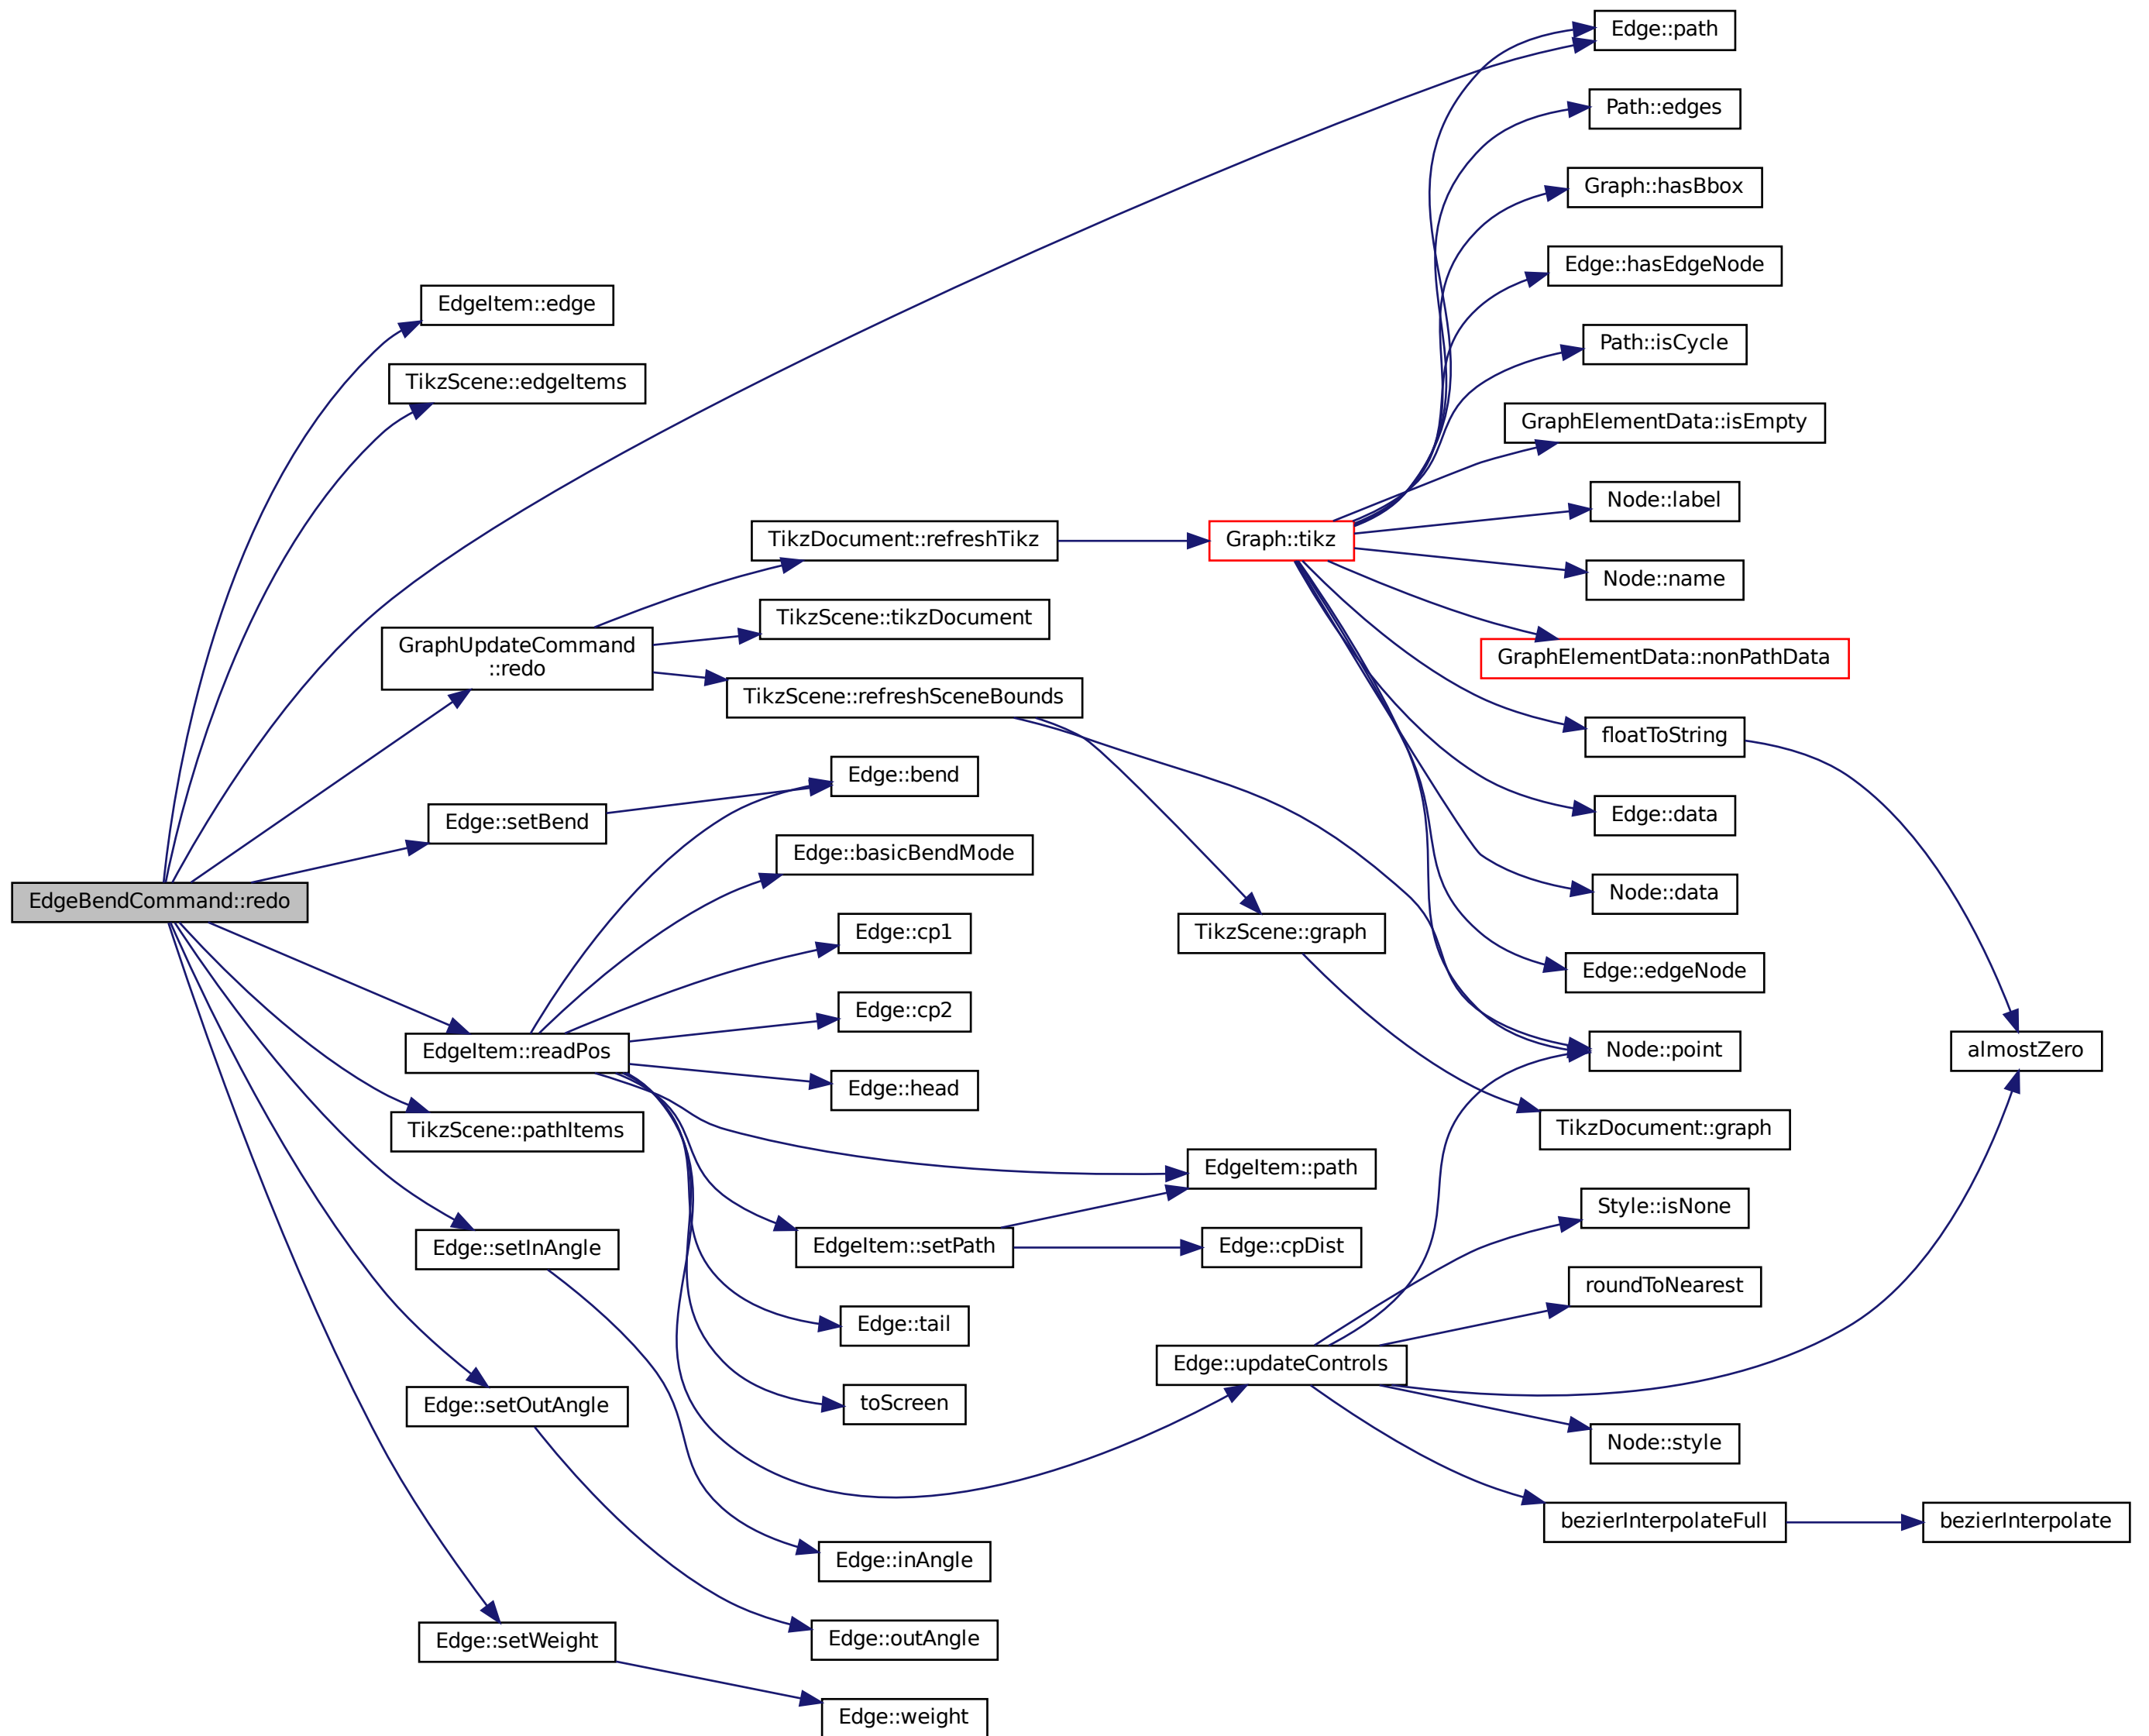 Edge::path
Path::edges
Graph::hasBbox
Edge::hasEdgeNode
EdgeItem::edge
Path::isCycle
TikzScene::edgeItems
GraphElementData::isEmpty
Node::label
TikzDocument::refreshTikz
Graph::tikz
Node::name
TikzScene::tikzDocument
GraphUpdateCommand
::redo
GraphElementData::nonPathData
TikzScene::refreshSceneBounds
floatToString
Edge::bend
Edge::setBend
Edge::data
Edge::basicBendMode
Node::data
EdgeBendCommand::redo
Edge::cp1
TikzScene::graph
Edge::edgeNode
Edge::cp2
EdgeItem::readPos
Node::point
almostZero
Edge::head
TikzScene::pathItems
TikzDocument::graph
EdgeItem::path
Style::isNone
Edge::setInAngle
EdgeItem::setPath
Edge::cpDist
roundToNearest
Edge::tail
Edge::updateControls
Edge::setOutAngle
toScreen
Node::style
bezierInterpolateFull
bezierInterpolate
Edge::inAngle
Edge::outAngle
Edge::setWeight
Edge::weight